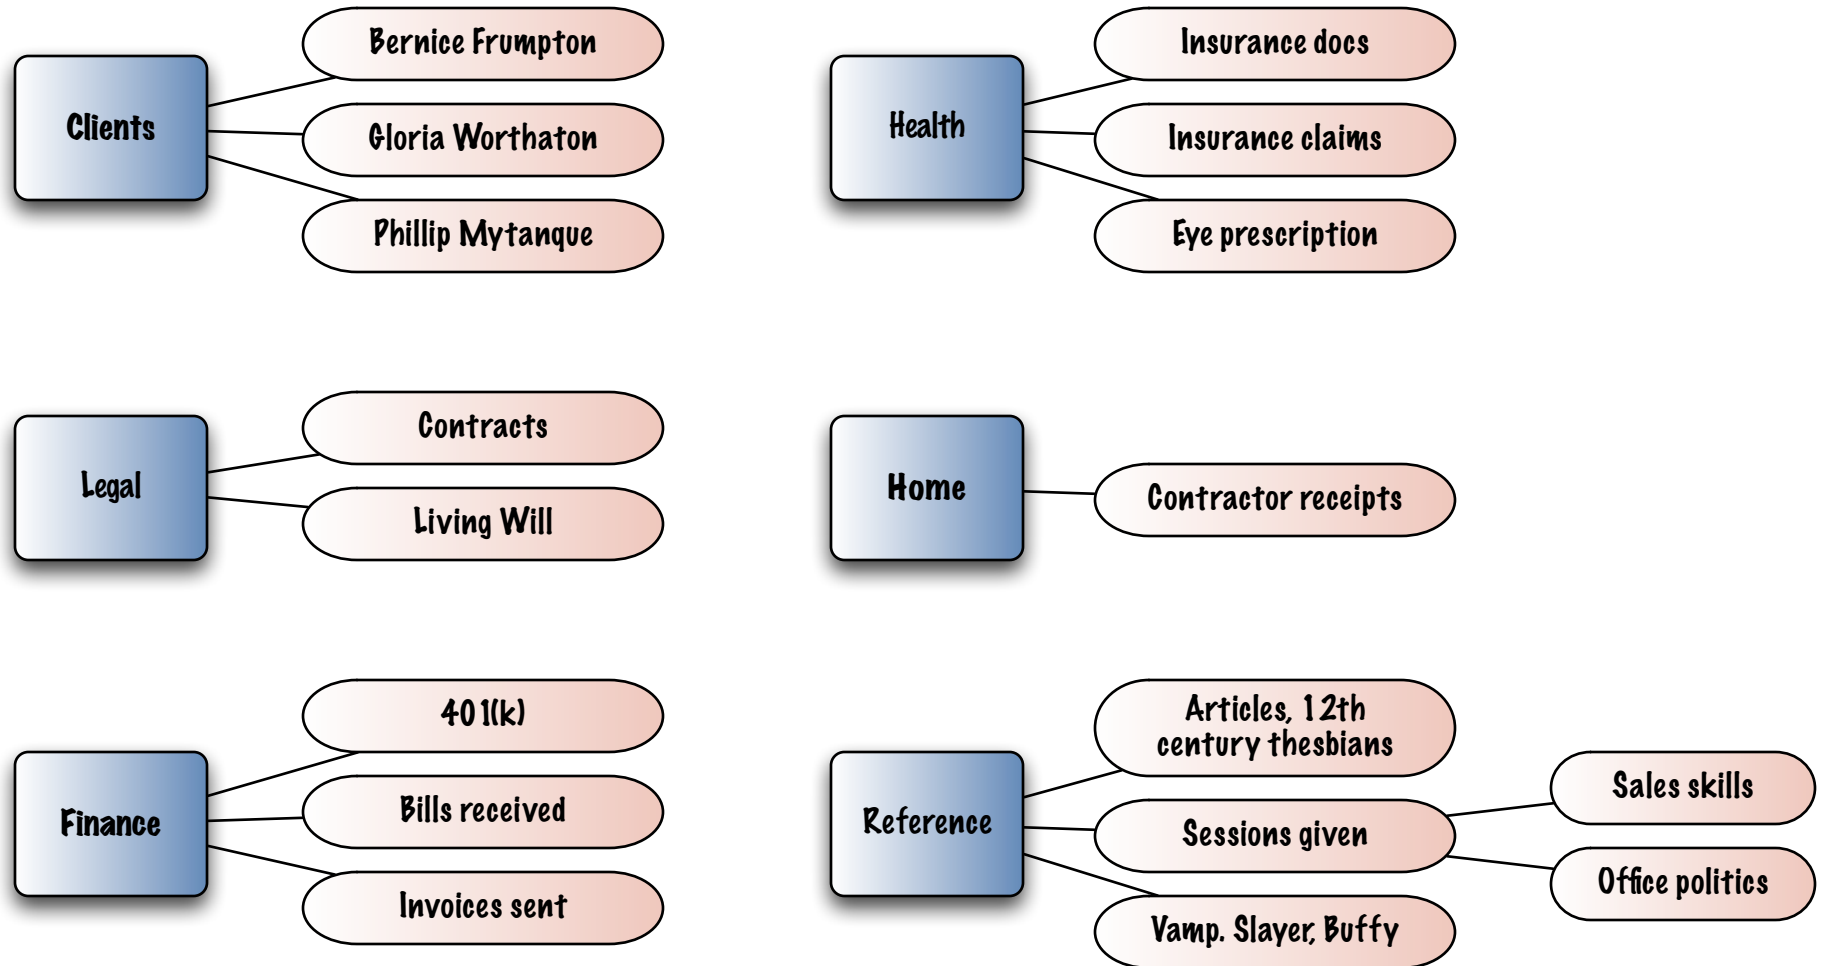 Clients
Bernice Frumpton
Gloria Worthaton
Phillip Mytanque
Health
Insurance docs
Insurance claims
Eye prescription
Legal
Contracts
Living Will
Home
Contractor receipts
Finance
401(k)
Bills received
Invoices sent
Reference
Articles, 12th
century thesbians
Sessions given
Sales skills
Office politics
Vamp. Slayer, Buffy